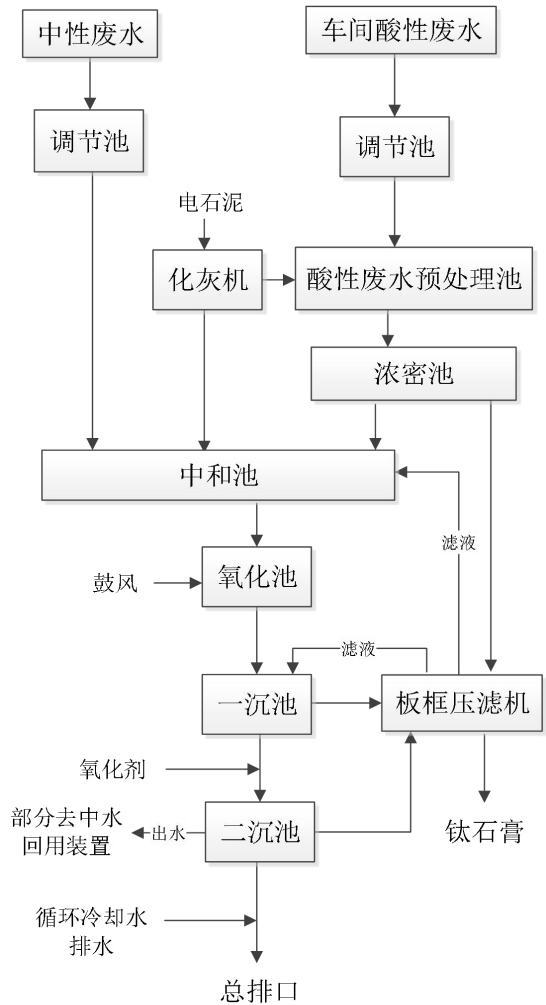 中性废水
车间酸性废水
调节池
调节池
电石泥
化灰机
酸性废水预处理池
浓密池
中和池
滤液
鼓风
氧化池
滤液
一沉池
板框压滤机
氧化剂
部分去中水
回用装置
出水
二沉池
钛石膏
循环冷却水
排水
总排口